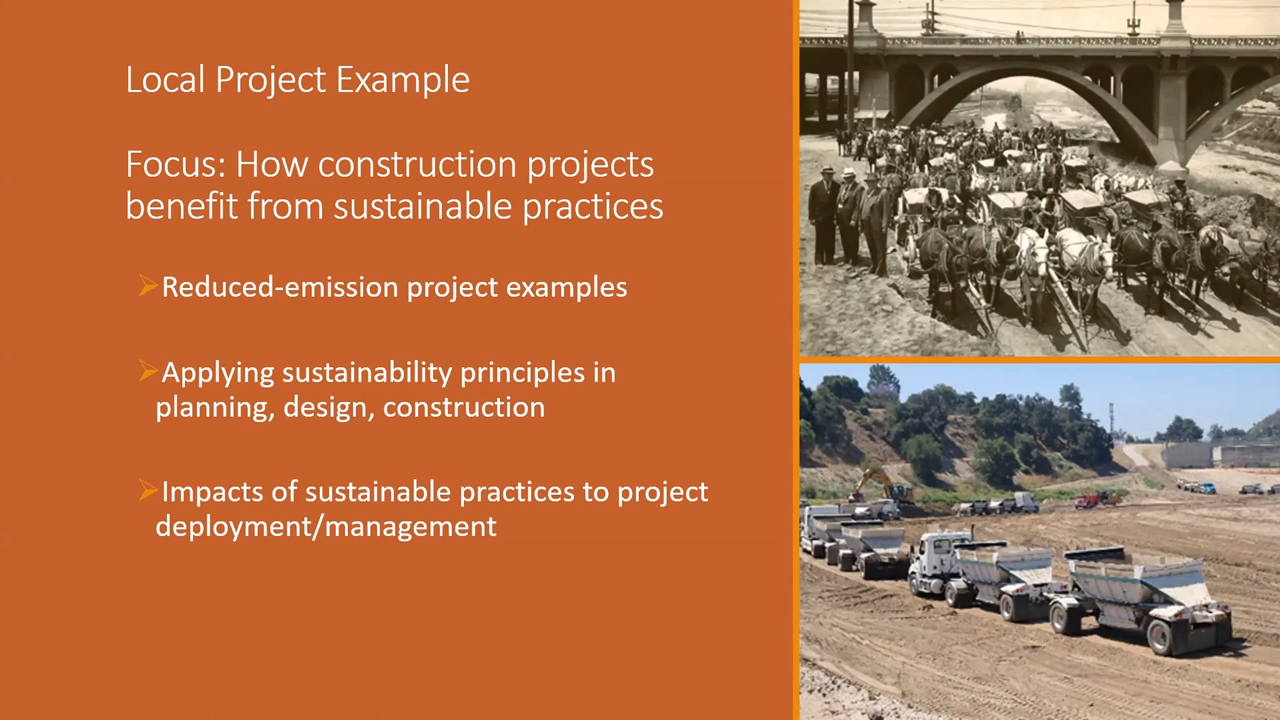 Local Project Example
Focus: How construction projects
benefit from sustainable practices
Reduced-emission project examples
Applying sustainability principles in
planning, design, construction
Impacts of sustainable practices to project
deployment/management